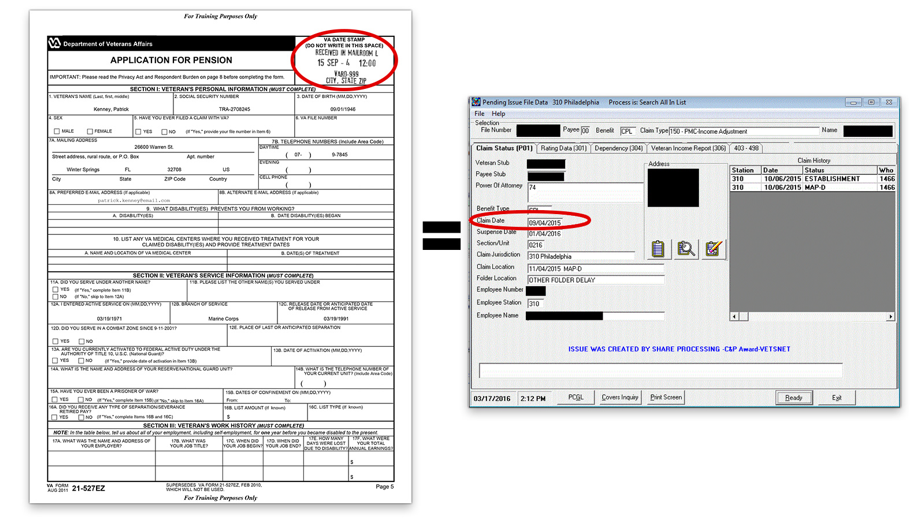 For Training Purposes Only
VA Department of Veterans Affairs
APPLICATION FOR PENSION
VA DATE STAMP
(DO NOT WRITE IN THIS SPACE)
RECEIVED IN MAILROOM L
15 SEP - 4 12:00
VARO-999
CITY, STATE ZIP
IMPORTANT: Please read the Privacy Act and Respondent Burden on page 8 before completing the form.
SECTION I: VETERAN'S PERSONAL INFORMATION (MUST COMPLETE)
1. VETERAN'S NAME (Last, first, middle) 2. SOCIAL SECURITY NUMBER 3. DATE OF BIRTH (MM,DD,YYYY)
Kenney, Patrick TRA-2708245 09/01/1946
4. SEX 5. HAVE YOU EVER FILED A CLAIM WITH VA? 6. VA FILE NUMBER
MALE FEMALE YES NO (If "Yes," provide your file number in Item 6)
7A. MAILING ADDRESS 7B. TELEPHONE NUMBERS (Include Area Code)
26600 Warren St. DAYTIME
Street address, rural route, or P.O. Box Apt. number ( 07- ) 9-7845
EVENING
Winter Springs FL 32708 US ( )
City State ZIP Code Country CELL PHONE
( )
8A. PREFERRED E-MAIL ADDRESS (If applicable) 8B. ALTERNATE E-MAIL ADDRESS (If applicable)
patrick.kenney@email.com
9. WHAT DISABILITY(IES) PREVENTS YOU FROM WORKING?
A. DISABILITY(IES) B. DATE DISABILITY(IES) BEGAN
10. LIST ANY VA MEDICAL CENTERS WHERE YOU RECEIVED TREATMENT FOR YOUR
CLAIMED DISABILITY(IES) AND PROVIDE TREATMENT DATES
A. NAME AND LOCATION OF VA MEDICAL CENTER B. DATE(S) OF TREATMENT
SECTION II: VETERAN'S SERVICE INFORMATION (MUST COMPLETE)
11A. DID YOU SERVE UNDER ANOTHER NAME? 11B. PLEASE LIST THE OTHER NAME(S) YOU SERVED UNDER
YES (If "Yes," complete Item 11B)
NO (If "No," skip to Item 12A)
12A. I ENTERED ACTIVE SERVICE ON (MM,DD,YYYY) 12B. BRANCH OF SERVICE 12C. RELEASE DATE OR ANTICIPATED DATE
OF RELEASE FROM ACTIVE SERVICE
03/19/1971 Marine Corps 03/19/1991
12D. DID YOU SERVE IN A COMBAT ZONE SINCE 9-11-2001? 12E. PLACE OF LAST OR ANTICIPATED SEPARATION
YES NO
13A. ARE YOU CURRENTLY ACTIVATED TO FEDERAL ACTIVE DUTY UNDER THE
AUTHORITY OF TITLE 10, U.S.C. (National Guard)? 13B. DATE OF ACTIVATION (MM,DD,YYYY)
YES NO (If "Yes," provide date of activation in Item 13B)
14A. WHAT IS THE NAME AND ADDRESS OF YOUR RESERVE/NATIONAL GUARD UNIT? 14B. WHAT IS THE TELEPHONE NUMBER OF
YOUR CURRENT UNIT? (Include Area Code)
( )
15A. HAVE YOU EVER BEEN A PRISONER OF WAR? 15B. DATES OF CONFINEMENT (MM,DD,YYYY)
YES NO (If "Yes," complete Item 15B) (If "No," skip to Item 16A) From: To:
16A. DID YOU RECEIVE ANY TYPE OF SEPARATION/SEVERANCE
RETIRED PAY? 16B. LIST AMOUNT (If known) 16C. LIST TYPE (If known)
YES NO (If "Yes," complete Items 16B and 16C) $
SECTION III: VETERAN'S WORK HISTORY (MUST COMPLETE)
NOTE: In the table below, tell us about all of your employment, including self-employment, for one year before you became disabled to the present.
17A. WHAT WAS THE NAME AND ADDRESS OF YOUR EMPLOYER? 17B. WHAT WAS YOUR JOB TITLE? 17C. WHEN DID YOUR JOB BEGIN? 17D. WHEN DID YOUR JOB END? 17E. HOW MANY DAYS WERE LOST DUE TO DISABILITY? 17F. WHAT WERE YOUR TOTAL ANNUAL EARNINGS?
$
$
VA FORM AUG 2011 21-527EZ SUPERSEDES VA FORM 21-527EZ, FEB 2010, WHICH WILL NOT BE USED. Page 5
For Training Purposes Only
Pending Issue File Data 310 Philadelphia Process is: Search All In List
File Help
Selection
File Number Payee 00 Benefit CPL Claim Type 150 - PMC-Income Adjustment Name
Claim Status (P01) Rating Data (301) Dependency (304) Veteran Income Report (306) 403 - 498
Veteran Stub
Payee Stub
Power Of Attorney 74
Benefit Type CPL
Claim Date 09/04/2015
Suspense Date 01/04/2016
Section/Unit 0216
Claim Jurisdiction 310 Philadelphia
Claim Location 11/04/2015 MAP-D
Folder Location OTHER FOLDER DELAY
Employee Number
Employee Station 310
Employee Name
Address
Claim History
Station Date Status Who
310 10/06/2015 ESTABLISHMENT 1466
310 10/06/2015 MAP-D 1466
ISSUE WAS CREATED BY SHARE PROCESSING -C&P Award-VETSNET
03/17/2016 2:12 PM PCGL Covers Inquiry Print Screen Ready Exit